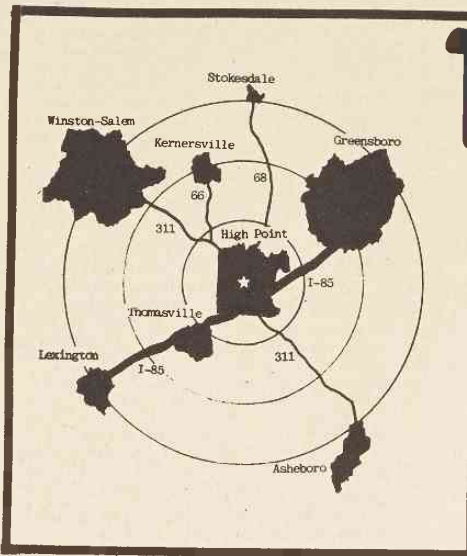 Stokesdale
Winston-Salem
Kernersville
Greensboro
66
68
311
High Point
I-85
Thomasville
Lexington
I-85
311
Asheboro